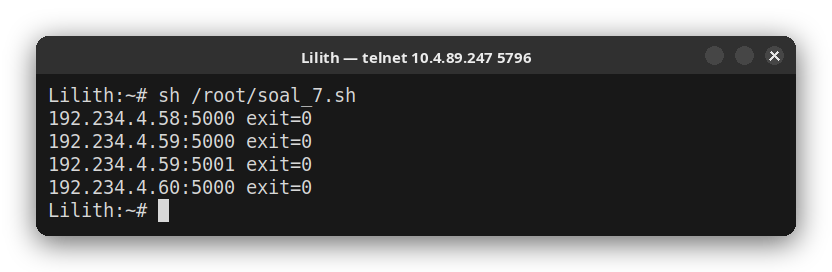 Lilith — telnet 10.4.89.247 5796
Lilith:~# sh /root/soal_7.sh
192.234.4.58:5000 exit=0
192.234.4.59:5000 exit=0
192.234.4.59:5001 exit=0
192.234.4.60:5000 exit=0
Lilith:~#